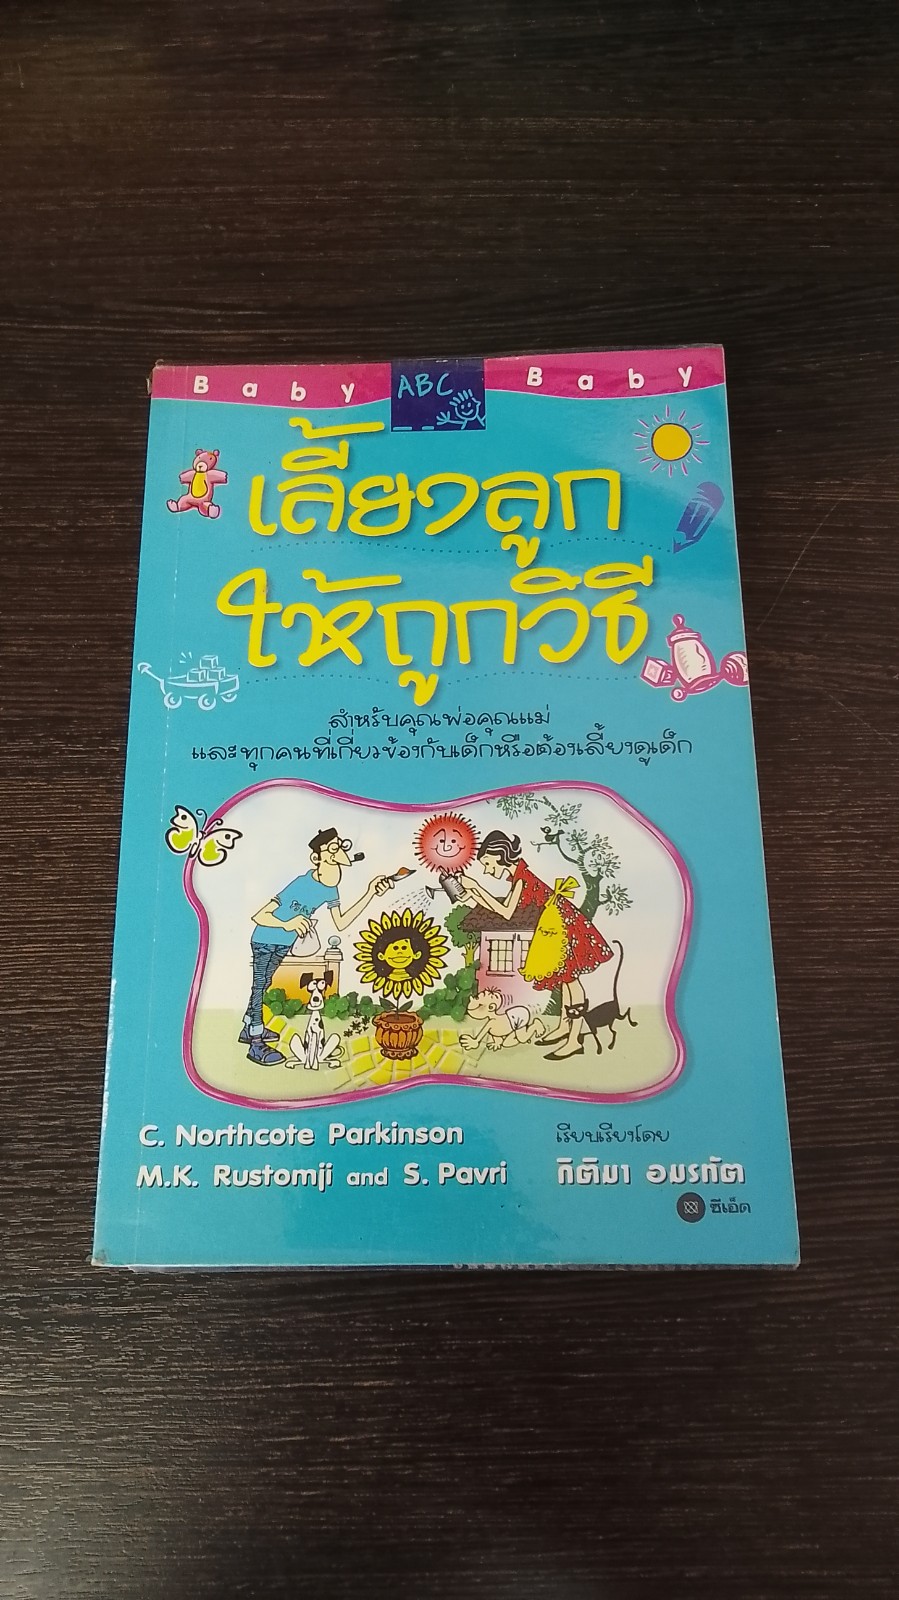 Baby ABC Baby
เลี้ยงลูก
ให้ถูกวิธี
สำหรับคุณพ่อคุณแม่
และทุกคนที่เกี่ยวข้องกับเด็กหรือต้องเลี้ยงดูเด็ก
C. Northcote Parkinson
M.K. Rustomji and S. Pavri
เรียบเรียงโดย
กิติมา อมรทัต
ซีเอ็ด